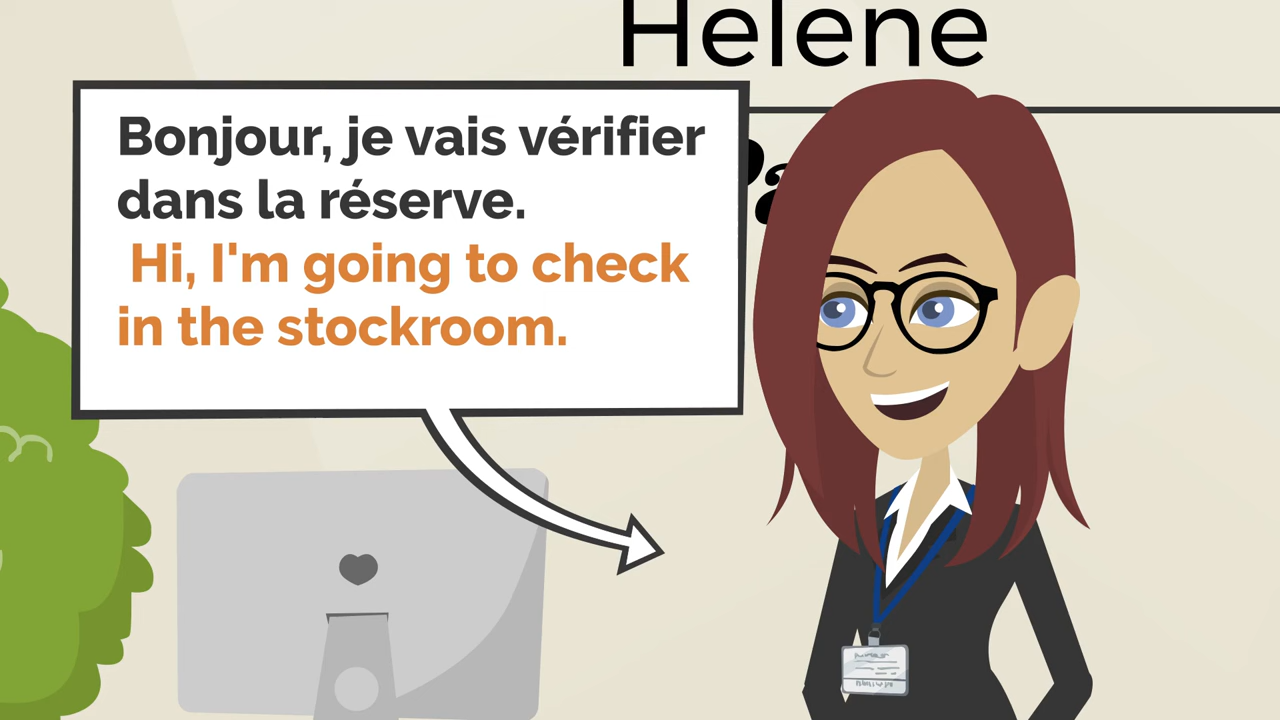 Helene
Bonjour, je vais vérifier
dans la réserve.
Hi, I'm going to check
in the stockroom.